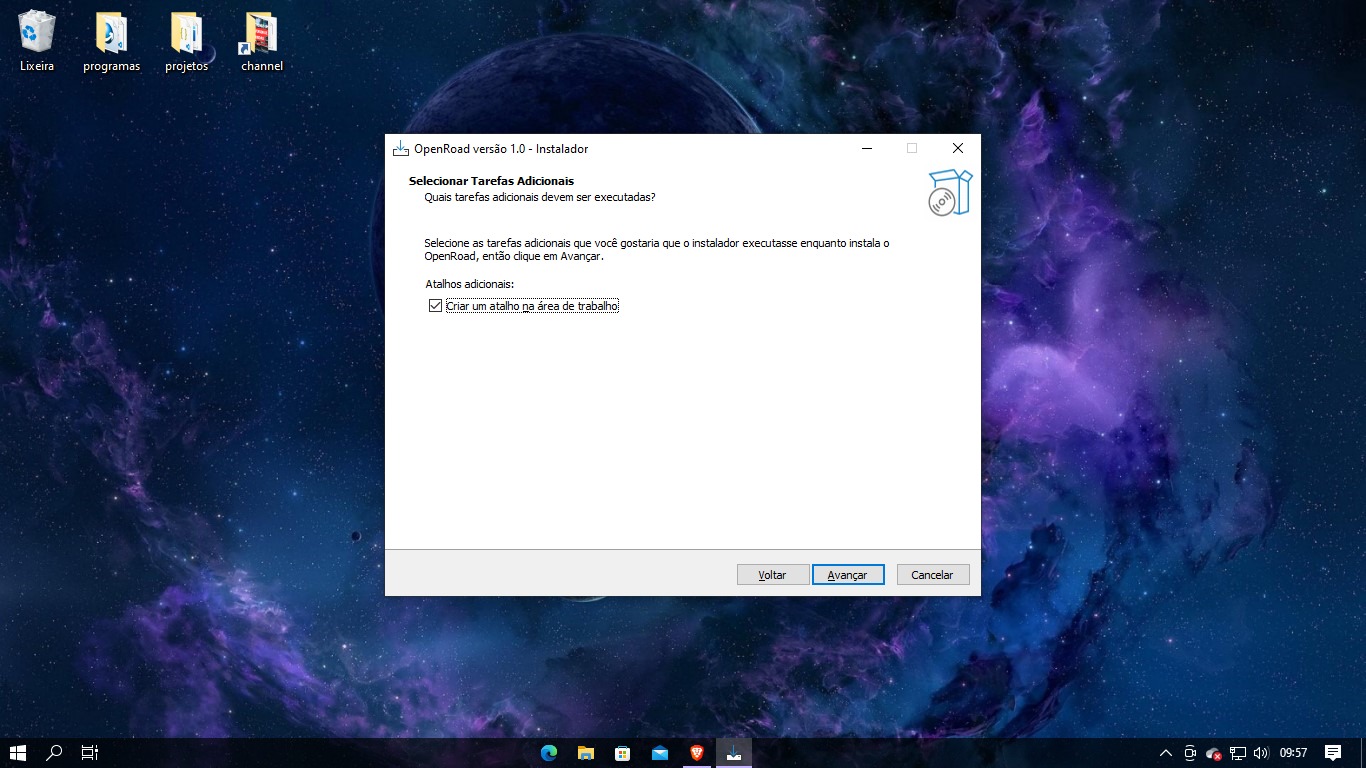 Lixeira
programas
projetos
channel
OpenRoad versão 1.0 - Instalador
Selecionar Tarefas Adicionais
Quais tarefas adicionais devem ser executadas?
Selecione as tarefas adicionais que você gostaria que o instalador executasse enquanto instala o
OpenRoad, então clique em Avançar.
Atalhos adicionais:
Criar um atalho na área de trabalho
Voltar
Avançar
Cancelar
09:57